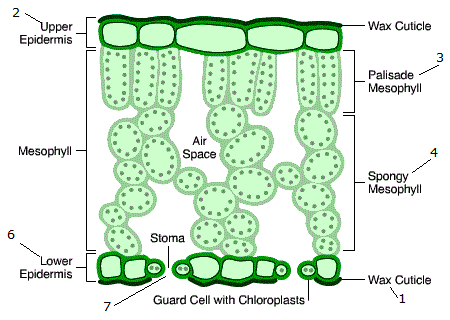 2
Upper
Epidermis
Wax Cuticle
3
Palisade
Mesophyll
Mesophyll
Air
Space
4
Spongy
Mesophyll
6
Lower
Epidermis
Stoma
7
Guard Cell with Chloroplasts
Wax Cuticle
1